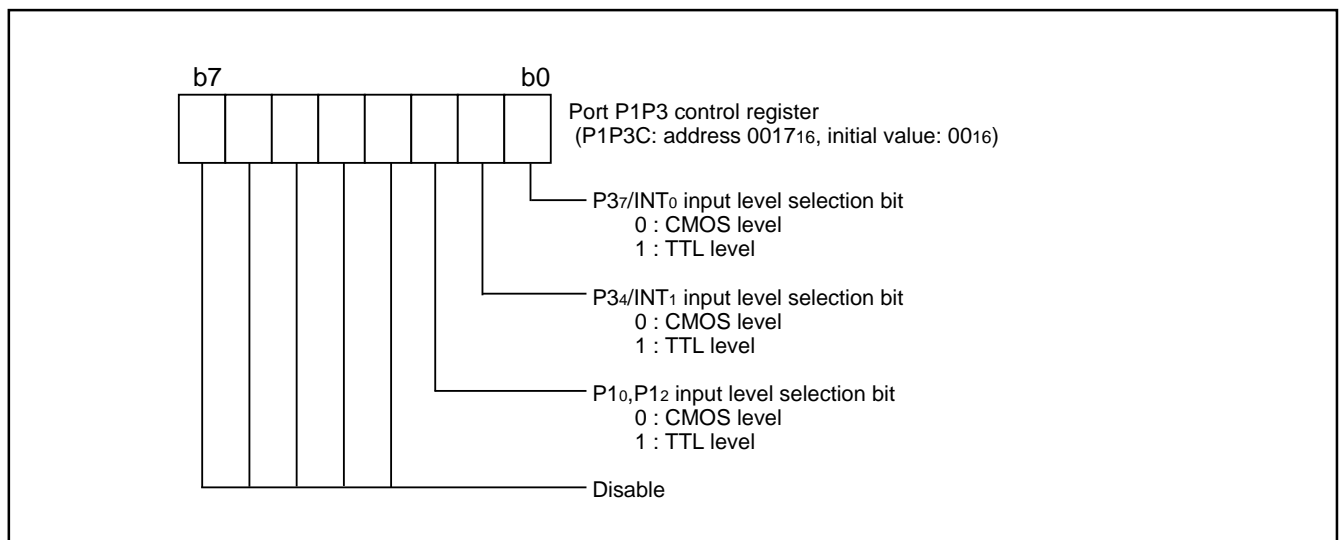 b7 b0
Port P1P3 control register
(P1P3C: address 0017₁₆, initial value: 00₁₆)
P3₇/INT₀ input level selection bit
0 : CMOS level
1 : TTL level
P3₄/INT₁ input level selection bit
0 : CMOS level
1 : TTL level
P1₀,P1₂ input level selection bit
0 : CMOS level
1 : TTL level
Disable